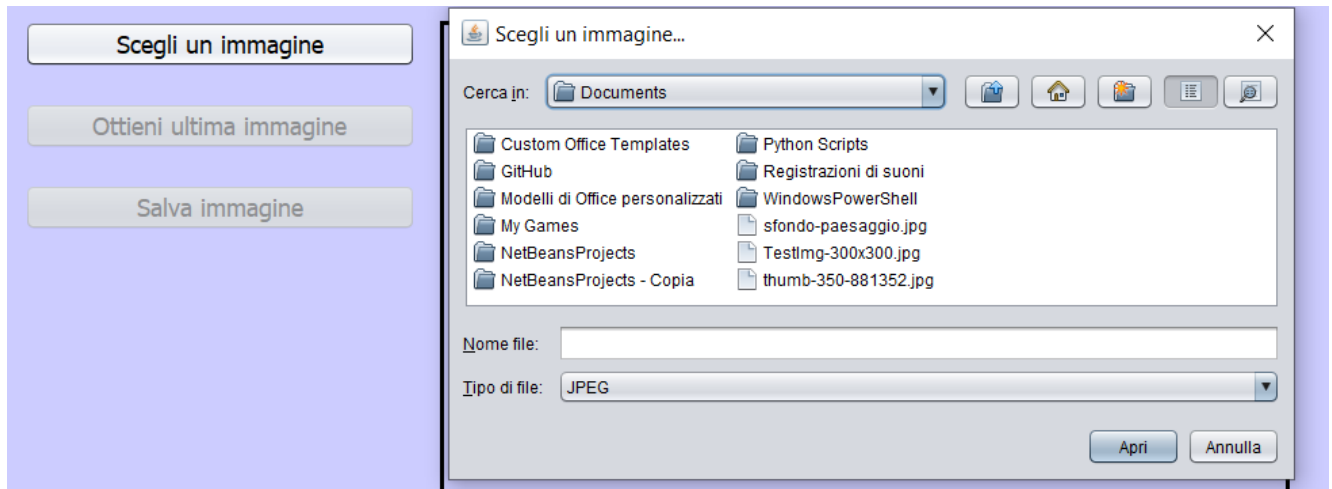 Scegli un immagine
Ottieni ultima immagine
Salva immagine
Scegli un immagine...
Cerca in: Documents
Custom Office Templates
GitHub
Modelli di Office personalizzati
My Games
NetBeansProjects
NetBeansProjects - Copia
Python Scripts
Registrazioni di suoni
WindowsPowerShell
sfondo-paesaggio.jpg
TestImg-300x300.jpg
thumb-350-881352.jpg
Nome file:
Tipo di file: JPEG
Apri Annulla